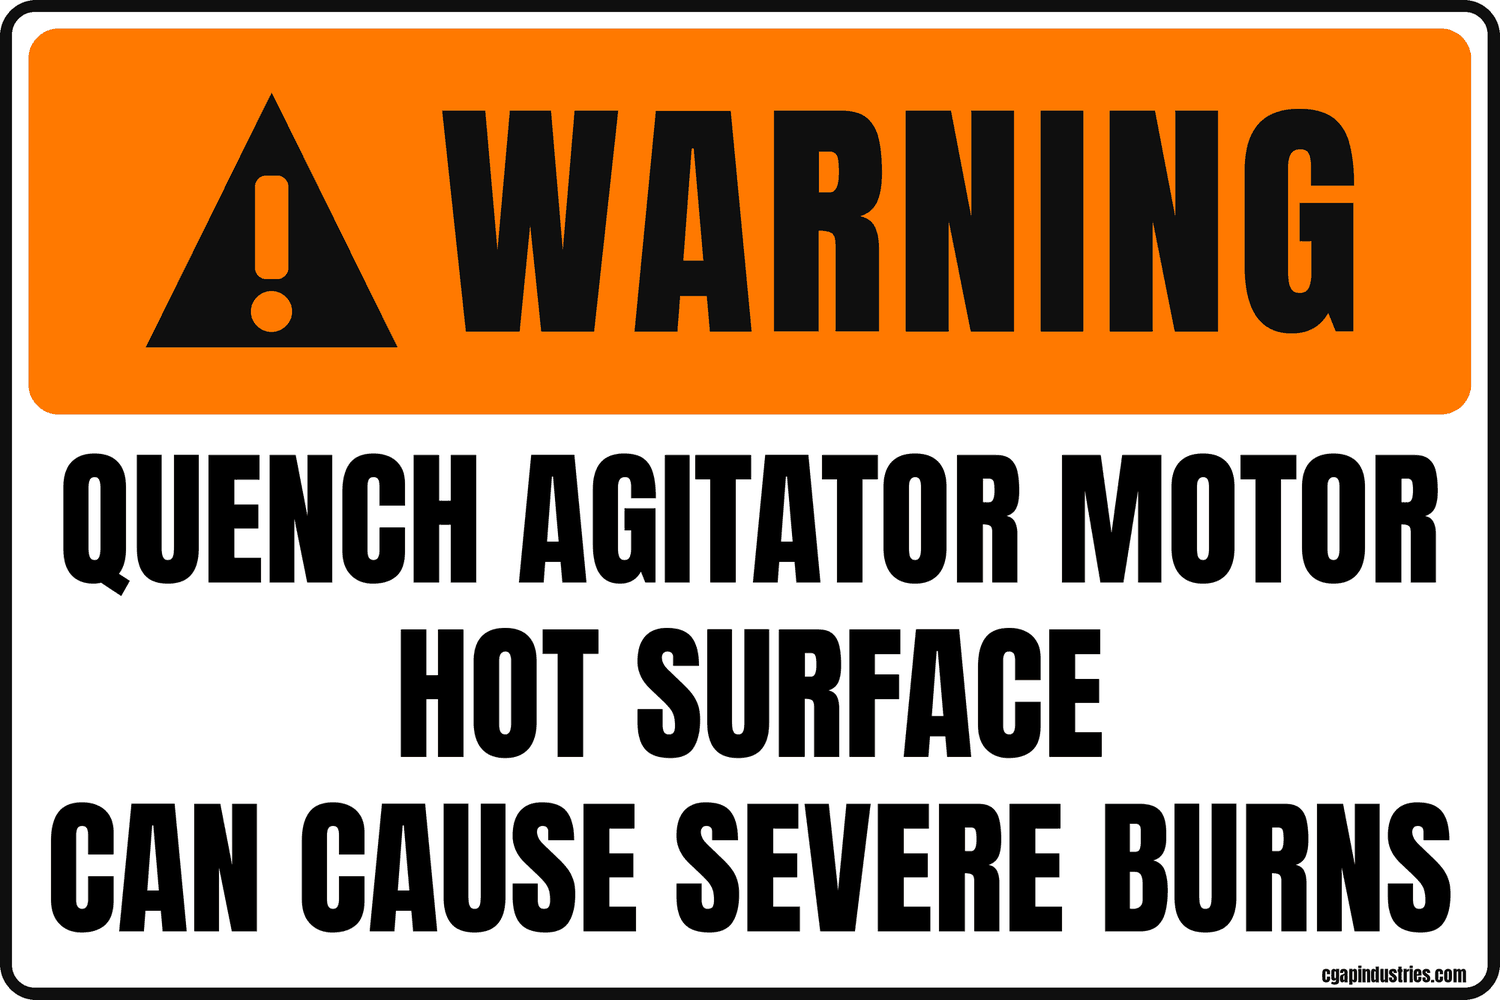 WARNING
QUENCH AGITATOR MOTOR
HOT SURFACE
CAN CAUSE SEVERE BURNS
cgapindustries.com